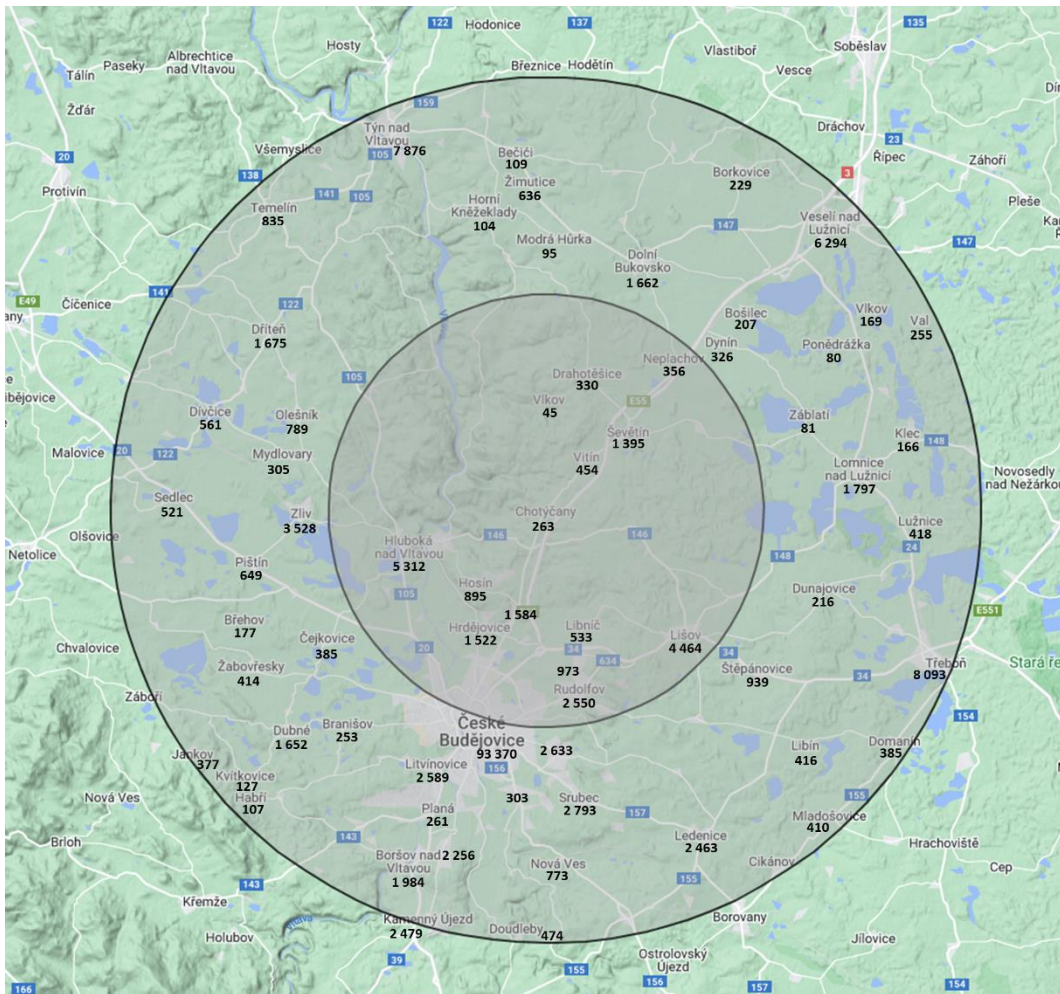 122
Hodonice
137
135
Hosty
Vlastiboř
Soběslav
Paseky
Albrechtice
nad Vltavou
Březnice
Hodětín
Vesce
Tálín
Žďár
159
Dráchov
23
Týn nad
Vltavou
7 876
Všemyslice
105
Bečičí
109
Řípec
Záhoří
20
138
3
Borkovice
229
Žimutice
636
Protivín
141
105
Pleše
Temelín
835
Horní
Kněžeklady
104
Veselí nad
Lužnicí
6 294
147
147
Modrá Hůrka
95
Dolní
Bukovsko
1 662
E49
Číčenice
141
122
Bošilec
207
Vlkov
169
Val
255
Dříteň
1 675
Dynín
326
Ponědrážka
80
Neplachov
356
105
Drahotěšice
330
Vlkov
45
E55
Dívčice
561
Olešník
789
Záblatí
81
Ševětín
1 395
Klec
166
148
Malovice
20
122
Mydlovary
305
Vitín
454
Lomnice
nad Lužnicí
1 797
Novosedly
nad Nežárkou
Sedlec
521
Zliv
3 528
Chotýčany
263
Lužnice
418
Olšovice
146
146
Hluboká
nad Vltavou
5 312
24
Netolice
148
Pištín
649
Hosín
895
105
Dunajovice
216
E551
1 584
Břehov
177
Hrdějovice
1 522
Libníč
533
Lišov
4 464
Čejkovice
385
20
34
634
34
Chvalovice
Žabovřesky
414
973
Štěpánovice
939
34
Třeboň
8 093
Rudolfov
2 550
Záboří
154
České
Budějovice
93 370
Branišov
253
Dubné
1 652
2 633
Libín
416
Domanín
385
Jankov
377
Litvínovice
2 589
156
Kvítkovice
127
Habří
107
303
Srubec
2 793
155
Nová Ves
Planá
261
157
Mladošovice
410
143
Ledenice
2 463
Brloh
Hrachoviště
2 256
Boršov nad
Vltavou
1 984
Nová Ves
773
Cikánov
Cep
143
155
Křemže
Kamenný Újezd
2 479
Borovany
Vltava
Doudleby
474
Holubov
Jílovice
39
Ostrolovský
Újezd
155
156
157
154
166